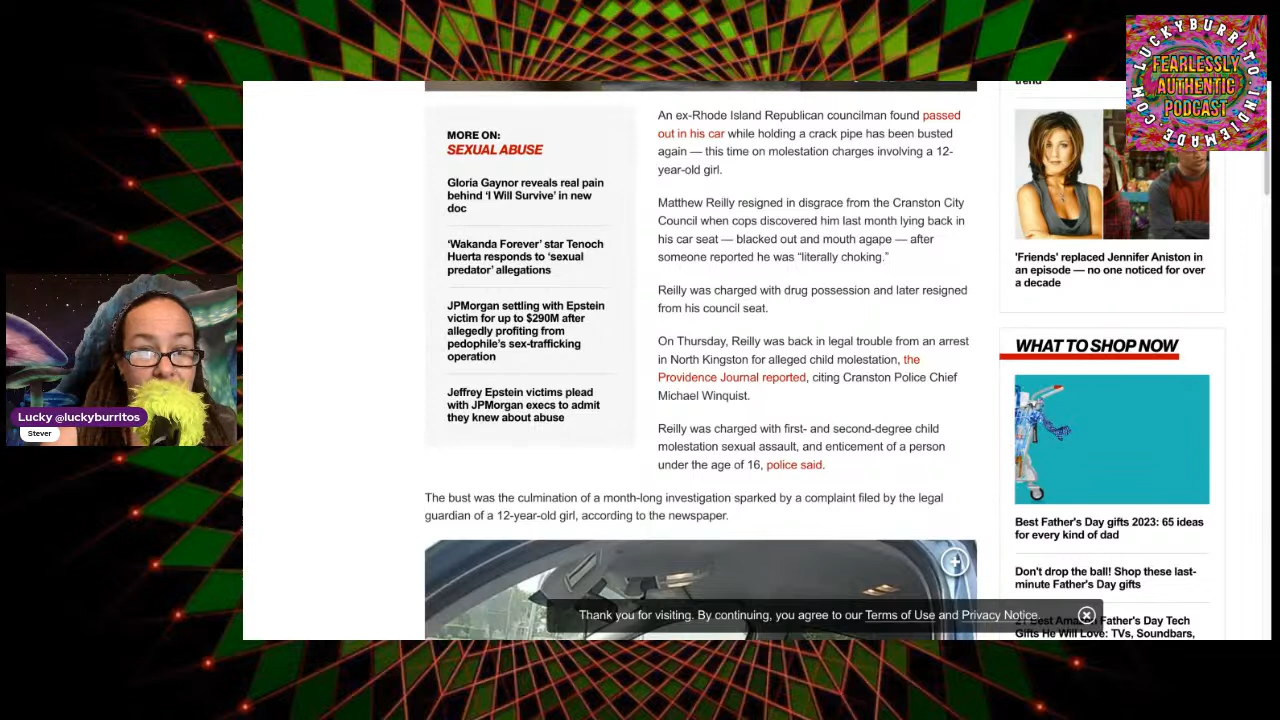 LUCKYBURRITO.INDIEMADE.COM
FEARLESSLY
AUTHENTIC
PODCAST
trend
MORE ON:
SEXUAL ABUSE
Gloria Gaynor reveals real pain
behind ‘I Will Survive’ in new
doc
‘Wakanda Forever’ star Tenoch
Huerta responds to ‘sexual
predator’ allegations
JPMorgan settling with Epstein
victim for up to $290M after
allegedly profiting from
pedophile’s sex-trafficking
operation
Jeffrey Epstein victims plead
with JPMorgan execs to admit
they knew about abuse
An ex-Rhode Island Republican councilman found passed
out in his car while holding a crack pipe has been busted
again — this time on molestation charges involving a 12-
year-old girl.
Matthew Reilly resigned in disgrace from the Cranston City
Council when cops discovered him last month lying back in
his car seat — blacked out and mouth agape — after
someone reported he was “literally choking.”
Reilly was charged with drug possession and later resigned
from his council seat.
On Thursday, Reilly was back in legal trouble from an arrest
in North Kingston for alleged child molestation, the
Providence Journal reported, citing Cranston Police Chief
Michael Winquist.
Reilly was charged with first- and second-degree child
molestation sexual assault, and enticement of a person
under the age of 16, police said.
The bust was the culmination of a month-long investigation sparked by a complaint filed by the legal
guardian of a 12-year-old girl, according to the newspaper.
'Friends' replaced Jennifer Aniston in
an episode — no one noticed for over
a decade
WHAT TO SHOP NOW
Best Father's Day gifts 2023: 65 ideas
for every kind of dad
Don't drop the ball! Shop these last-
minute Father's Day gifts
Best Father's Day Tech
Gifts He Will Love: TVs, Soundbars,
Thank you for visiting. By continuing, you agree to our Terms of Use and Privacy Notice.
Lucky @luckyburritos
Stever